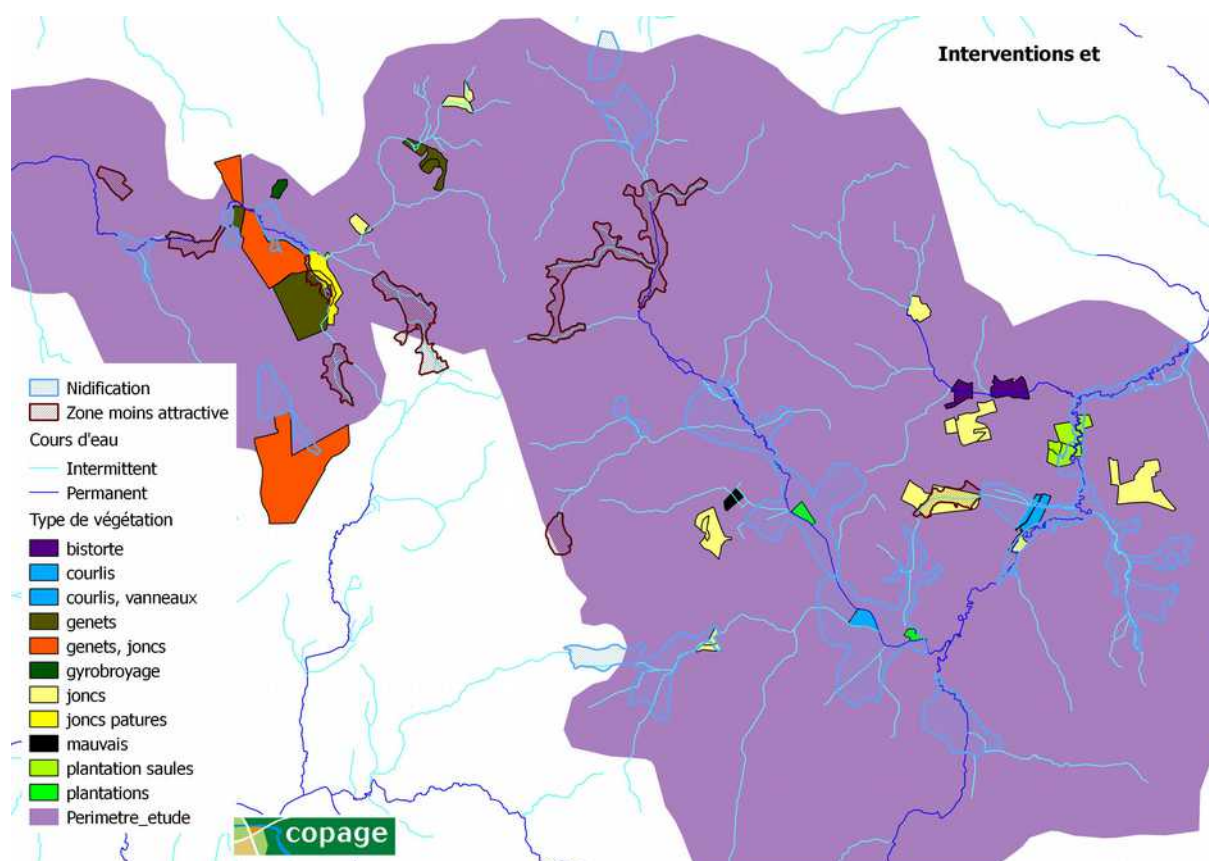 Interventions et
Nidification
Zone moins attractive
Cours d'eau
Intermittent
Permanent
Type de végétation
bistorte
courlis
courlis, vanneaux
genets
genets, joncs
gyrobroyage
joncs
joncs patures
mauvais
plantation saules
plantations
Perimetre_etude
copage